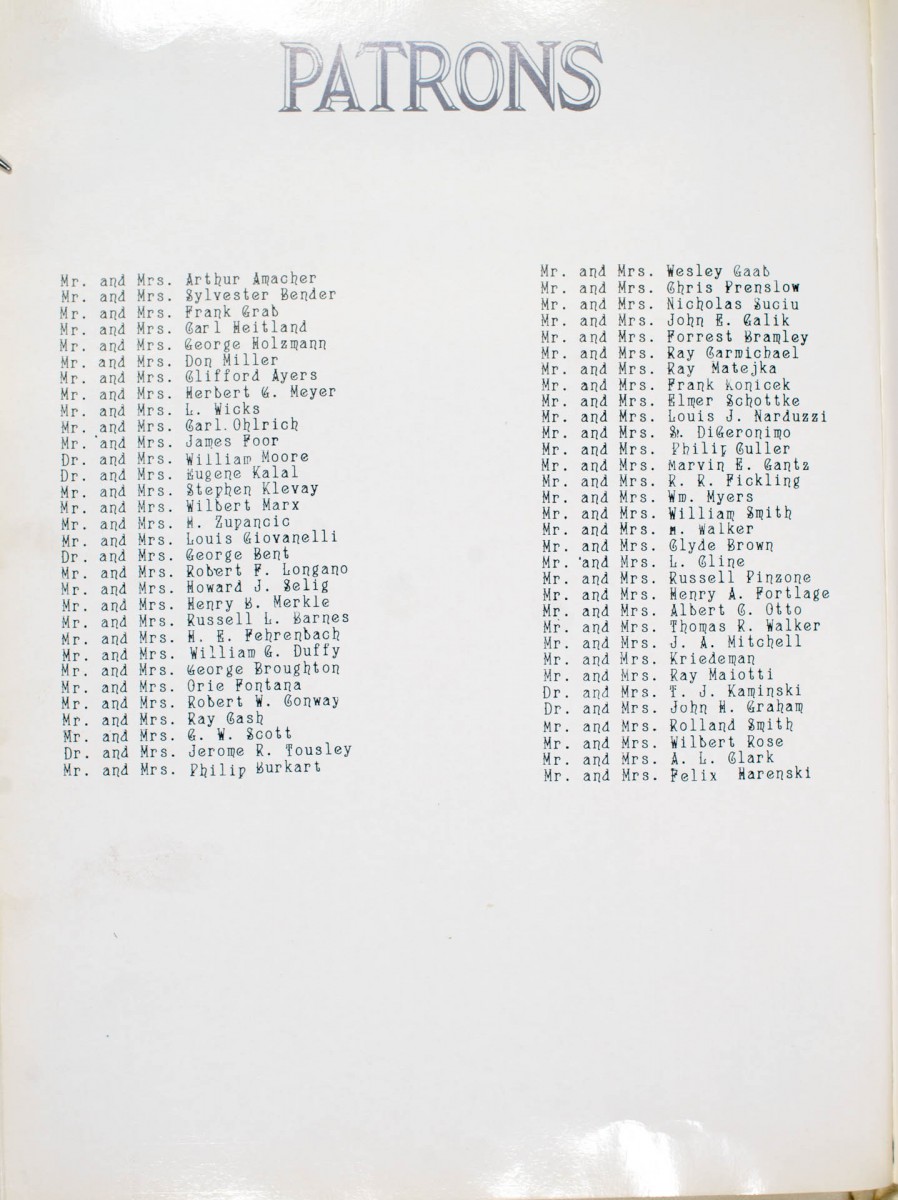 PATRONS
Mr. and Mrs. Arthur Amacher
Mr. and Mrs. Sylvester Bender
Mr. and Mrs. Frank Grab
Mr. and Mrs. Carl Heitland
Mr. and Mrs. George Holzmann
Mr. and Mrs. Don Miller
Mr. and Mrs. Clifford Ayers
Mr. and Mrs. Herbert G. Meyer
Mr. and Mrs. L. Wicks
Mr. and Mrs. Carl Ohlrich
Mr. and Mrs. James Foor
Dr. and Mrs. William Moore
Dr. and Mrs. Eugene Kalal
Mr. and Mrs. Stephen Klevay
Mr. and Mrs. Wilbert Marx
Mr. and Mrs. H. Zupancic
Mr. and Mrs. Louis Giovanelli
Dr. and Mrs. George Bent
Mr. and Mrs. Robert F. Longano
Mr. and Mrs. Howard J. Selig
Mr. and Mrs. Henry B. Merkle
Mr. and Mrs. Russell L. Barnes
Mr. and Mrs. H. E. Fehrenbach
Mr. and Mrs. William C. Duffy
Mr. and Mrs. George Broughton
Mr. and Mrs. Orie Fontana
Mr. and Mrs. Robert W. Conway
Mr. and Mrs. Ray Cash
Mr. and Mrs. G. W. Scott
Dr. and Mrs. Jerome R. Tousley
Mr. and Mrs. Philip Burkart
Mr. and Mrs. Wesley Gaab
Mr. and Mrs. Chris Prenslow
Mr. and Mrs. Nicholas Suciu
Mr. and Mrs. John E. Galik
Mr. and Mrs. Forrest Bramley
Mr. and Mrs. Ray Carmichael
Mr. and Mrs. Ray Matejka
Mr. and Mrs. Frank Konicek
Mr. and Mrs. Elmer Schottke
Mr. and Mrs. Louis J. Narduzzi
Mr. and Mrs. DiGeronimo
Mr. and Mrs. Philip Culler
Mr. and Mrs. Marvin E. Gantz
Mr. and Mrs. R. R. Fickling
Mr. and Mrs. Wm. Myers
Mr. and Mrs. William Smith
Mr. and Mrs. Walker
Mr. and Mrs. Clyde Brown
Mr. and Mrs. L. Cline
Mr. and Mrs. Russell Pinzone
Mr. and Mrs. Henry A. Fortlage
Mr. and Mrs. Albert C. Otto
Mr. and Mrs. Thomas R. Walker
Mr. and Mrs. J. A. Mitchell
Mr. and Mrs. Kriedeman
Mr. and Mrs. Ray Maiotti
Dr. and Mrs. T. J. Kaminski
Dr. and Mrs. John H. Graham
Mr. and Mrs. Rolland Smith
Mr. and Mrs. Wilbert Rose
Mr. and Mrs. A. L. Clark
Mr. and Mrs. Felix Harenski